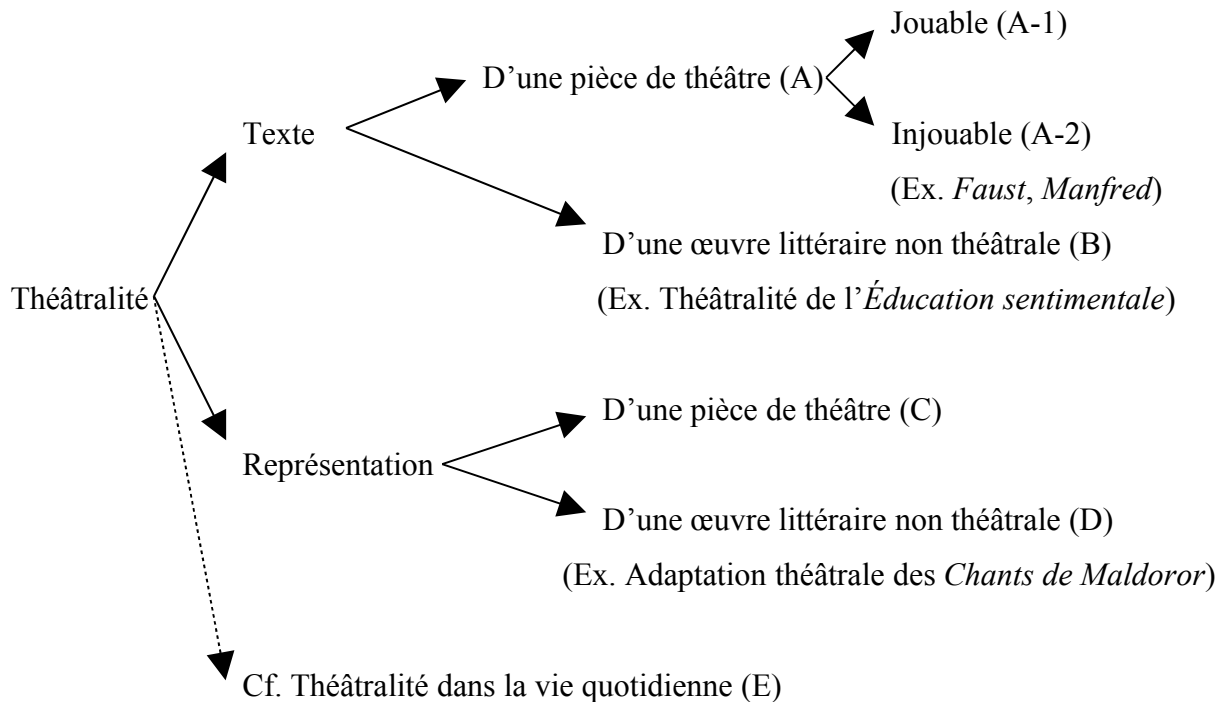 Jouable (A-1)
D’une pièce de théâtre (A)
Texte
Injouable (A-2)
(Ex. Faust, Manfred)
D’une œuvre littéraire non théâtrale (B)
(Ex. Théâtralité de l’Éducation sentimentale)
Théâtralité
D’une pièce de théâtre (C)
Représentation
D’une œuvre littéraire non théâtrale (D)
(Ex. Adaptation théâtrale des Chants de Maldoror)
Cf. Théâtralité dans la vie quotidienne (E)